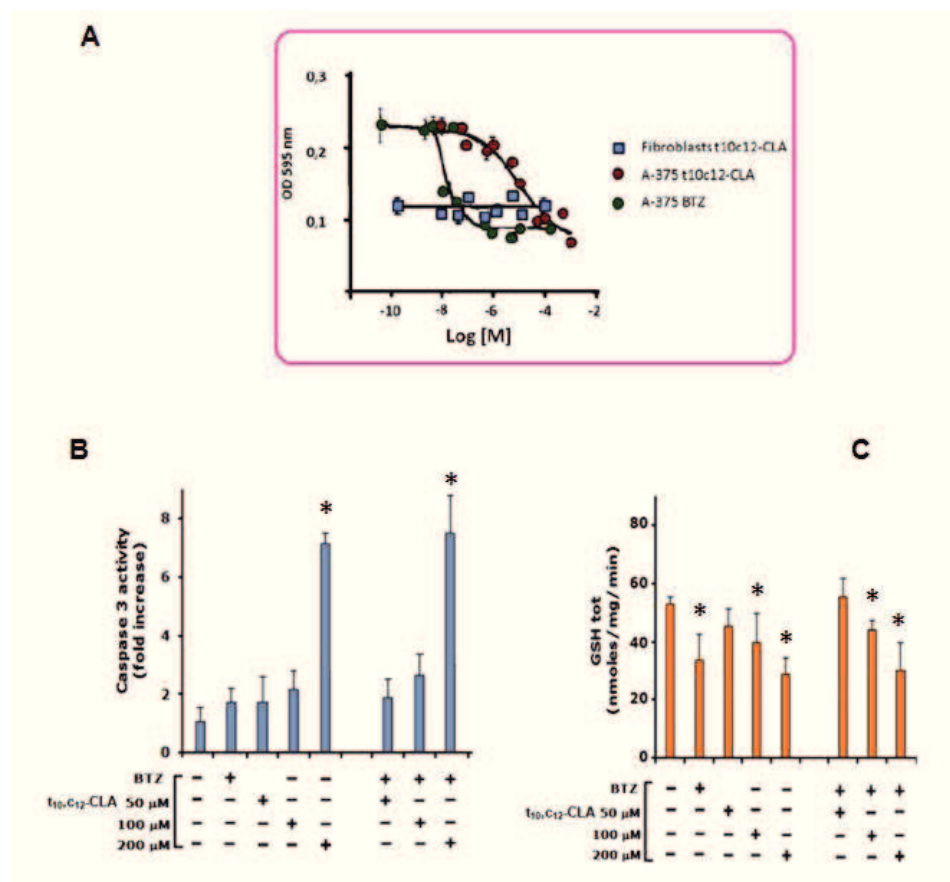 A
OD 595 nm
0,3
0,2
0,1
-10 -8 -6 -4 -2
Log [M]
Fibroblasts t10c12-CLA
A-375 t10c12-CLA
A-375 BTZ
B
Caspase 3 activity
(fold increase)
8
6
4
2
0
* *
BTZ - + - - + + +
t₁₀,c₁₂-CLA 50 µM - - + - - + - -
100 µM - - - + - - + -
200 µM - - - - + - - +
C
GSH tot
(nmoles/mg/min)
80
60
40
20
0
* * * * *
BTZ - + - - - + + +
t₁₀,c₁₂-CLA 50 µM - - + - - + - -
100 µM - - - + - - + -
200 µM - - - - + - - +